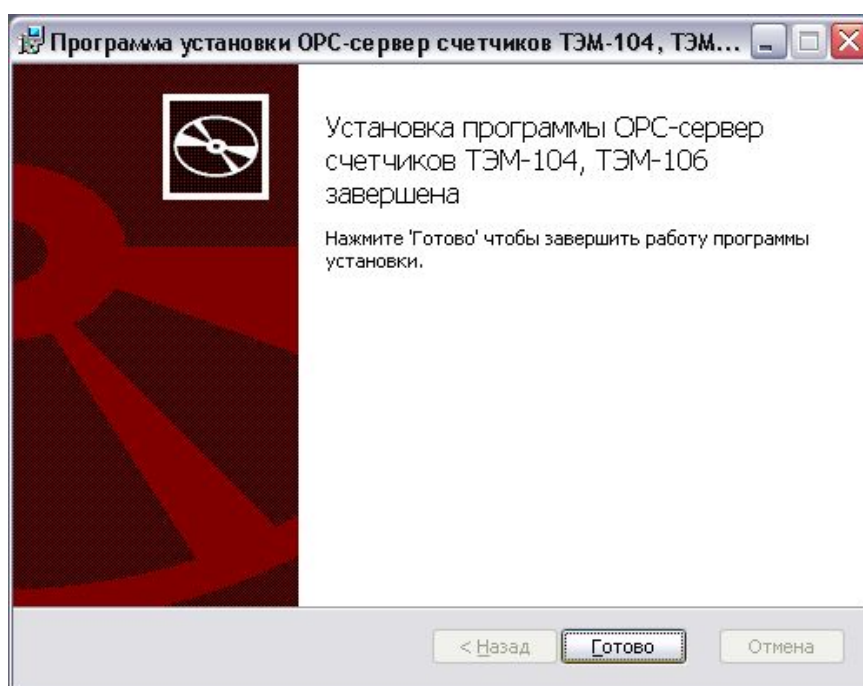 Программа установки OPC-сервер счетчиков ТЭМ-104, ТЭМ...
Установка программы OPC-сервер
счетчиков ТЭМ-104, ТЭМ-106
завершена
Нажмите 'Готово' чтобы завершить работу программы
установки.
< Назад
Готово
Отмена